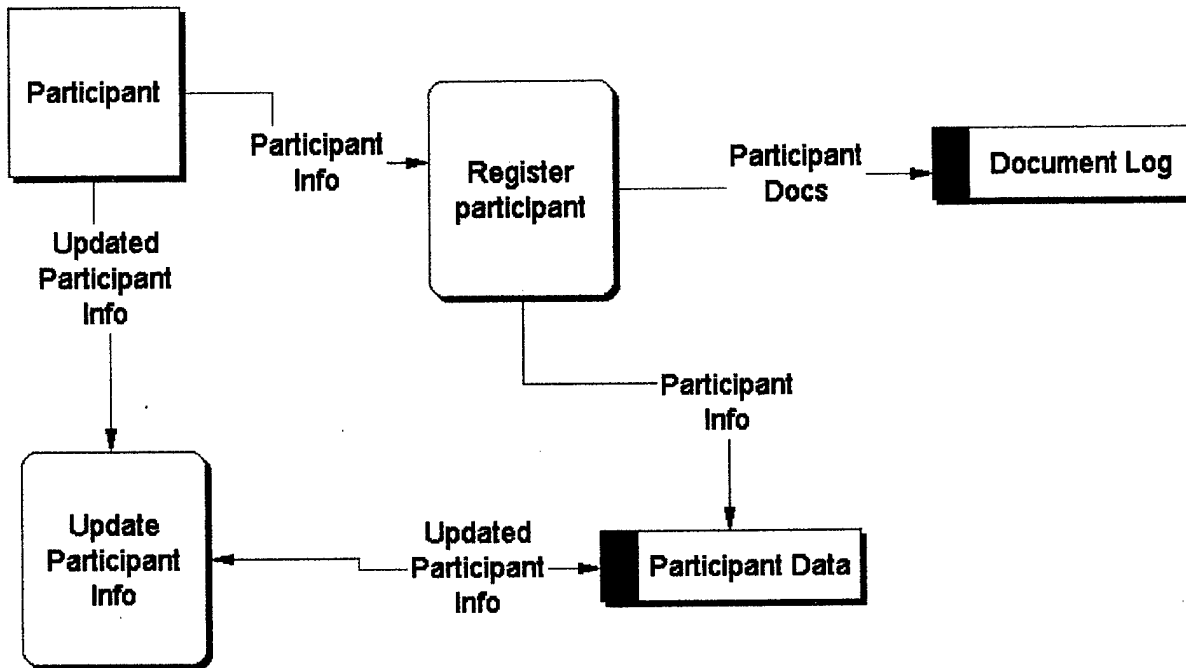 Participant
Participant
Info
Register
participant
Participant
Docs
Document Log
Updated
Participant
Info
Participant
Info
Update
Participant
Info
Updated
Participant
Info
Participant Data